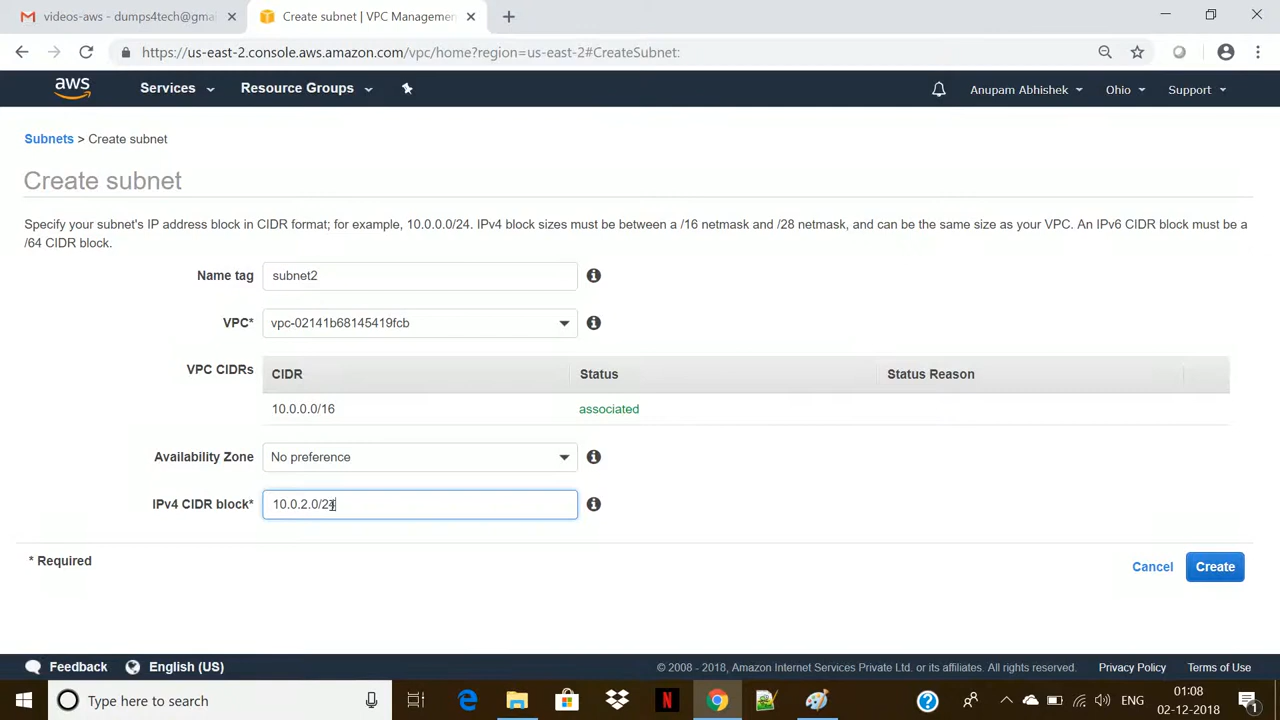 videos-aws - dumps4tech@gmai
Create subnet | VPC Managemen
https://us-east-2.console.aws.amazon.com/vpc/home?region=us-east-2#CreateSubnet:
aws
Services
Resource Groups
Anupam Abhishek
Ohio
Support
Subnets > Create subnet
Create subnet
Specify your subnet's IP address block in CIDR format; for example, 10.0.0.0/24. IPv4 block sizes must be between a /16 netmask and /28 netmask, and can be the same size as your VPC. An IPv6 CIDR block must be a
/64 CIDR block.
Name tag subnet2
VPC* vpc-02141b68145419fcb
VPC CIDRs
CIDR Status Status Reason
10.0.0.0/16 associated
Availability Zone No preference
IPv4 CIDR block*
* Required
Cancel Create
Feedback English (US)
© 2008 - 2018, Amazon Internet Services Private Ltd. or its affiliates. All rights reserved. Privacy Policy Terms of Use
Type here to search
N
ENG
01:08
02-12-2018
1